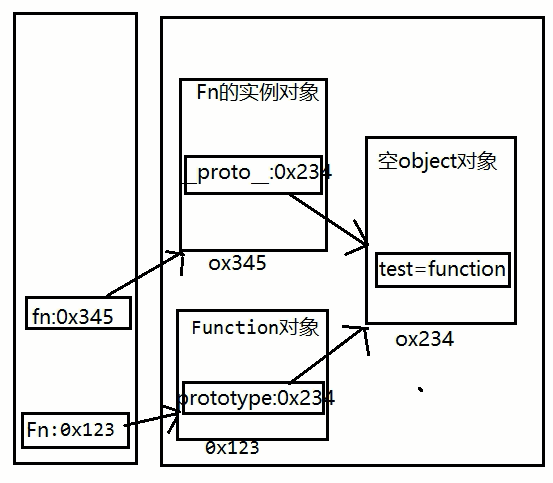 Fn的实例对象
__proto__:0x234
ox345
空object对象
test=function
ox234
fn:0x345
Function对象
prototype:0x234
0x123
Fn:0x123